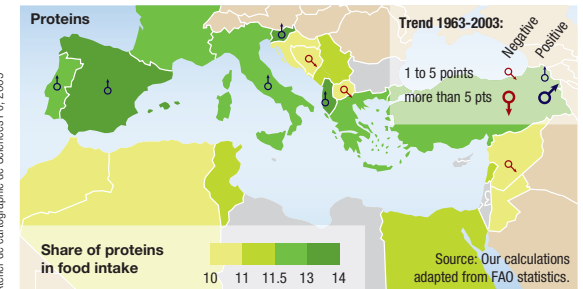 Proteins
Trend 1963-2003:
Negative
Positive
1 to 5 points
more than 5 pts
Share of proteins
in food intake
10 11 11.5 13 14
Source: Our calculations
adapted from FAO statistics.